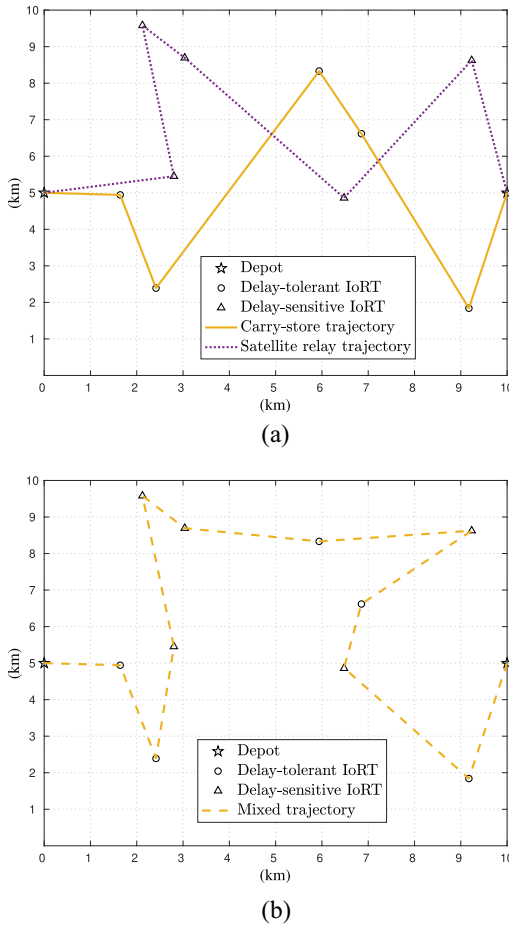 10
9
8
7
6
5
4
3
2
1
(km)
Depot
Delay-tolerant IoRT
Delay-sensitive IoRT
Carry-store trajectory
Satellite relay trajectory
0 1 2 3 4 5 6 7 8 9 10
(km)
(a)
10
9
8
7
6
5
4
3
2
1
(km)
Depot
Delay-tolerant IoRT
Delay-sensitive IoRT
Mixed trajectory
0 1 2 3 4 5 6 7 8 9 10
(km)
(b)